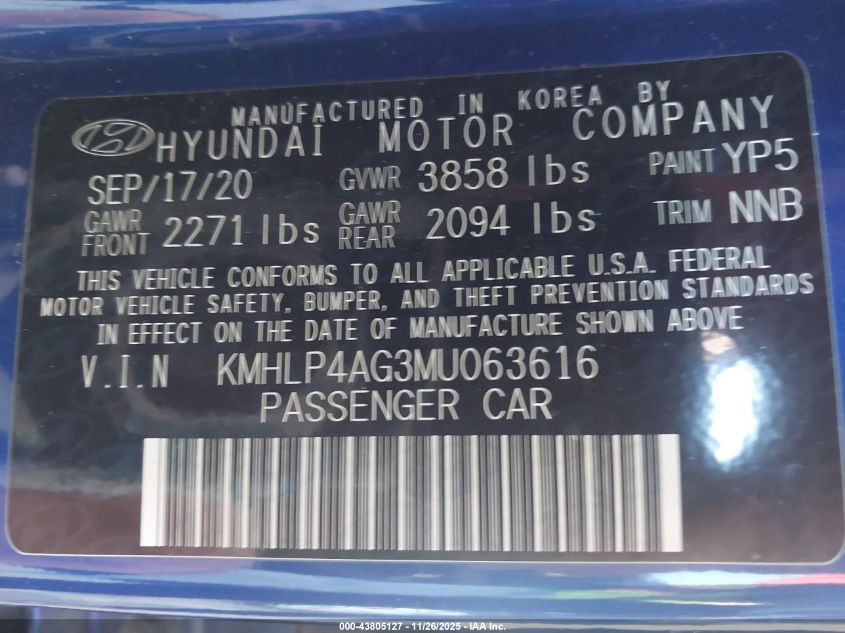 MANUFACTURED IN KOREA BY
HYUNDAI MOTOR COMPANY
SEP/17/20 GVWR 3858 lbs PAINT YP5
GAWR FRONT 2271 lbs GAWR REAR 2094 lbs TRIM NNB
THIS VEHICLE CONFORMS TO ALL APPLICABLE U.S.A. FEDERAL
MOTOR VEHICLE SAFETY, BUMPER, AND THEFT PREVENTION STANDARDS
IN EFFECT ON THE DATE OF MANUFACTURE SHOWN ABOVE
V.I.N KMHLP4AG3MU063616
PASSENGER CAR
000-43805127 - 11/26/2025 - IAA Inc.